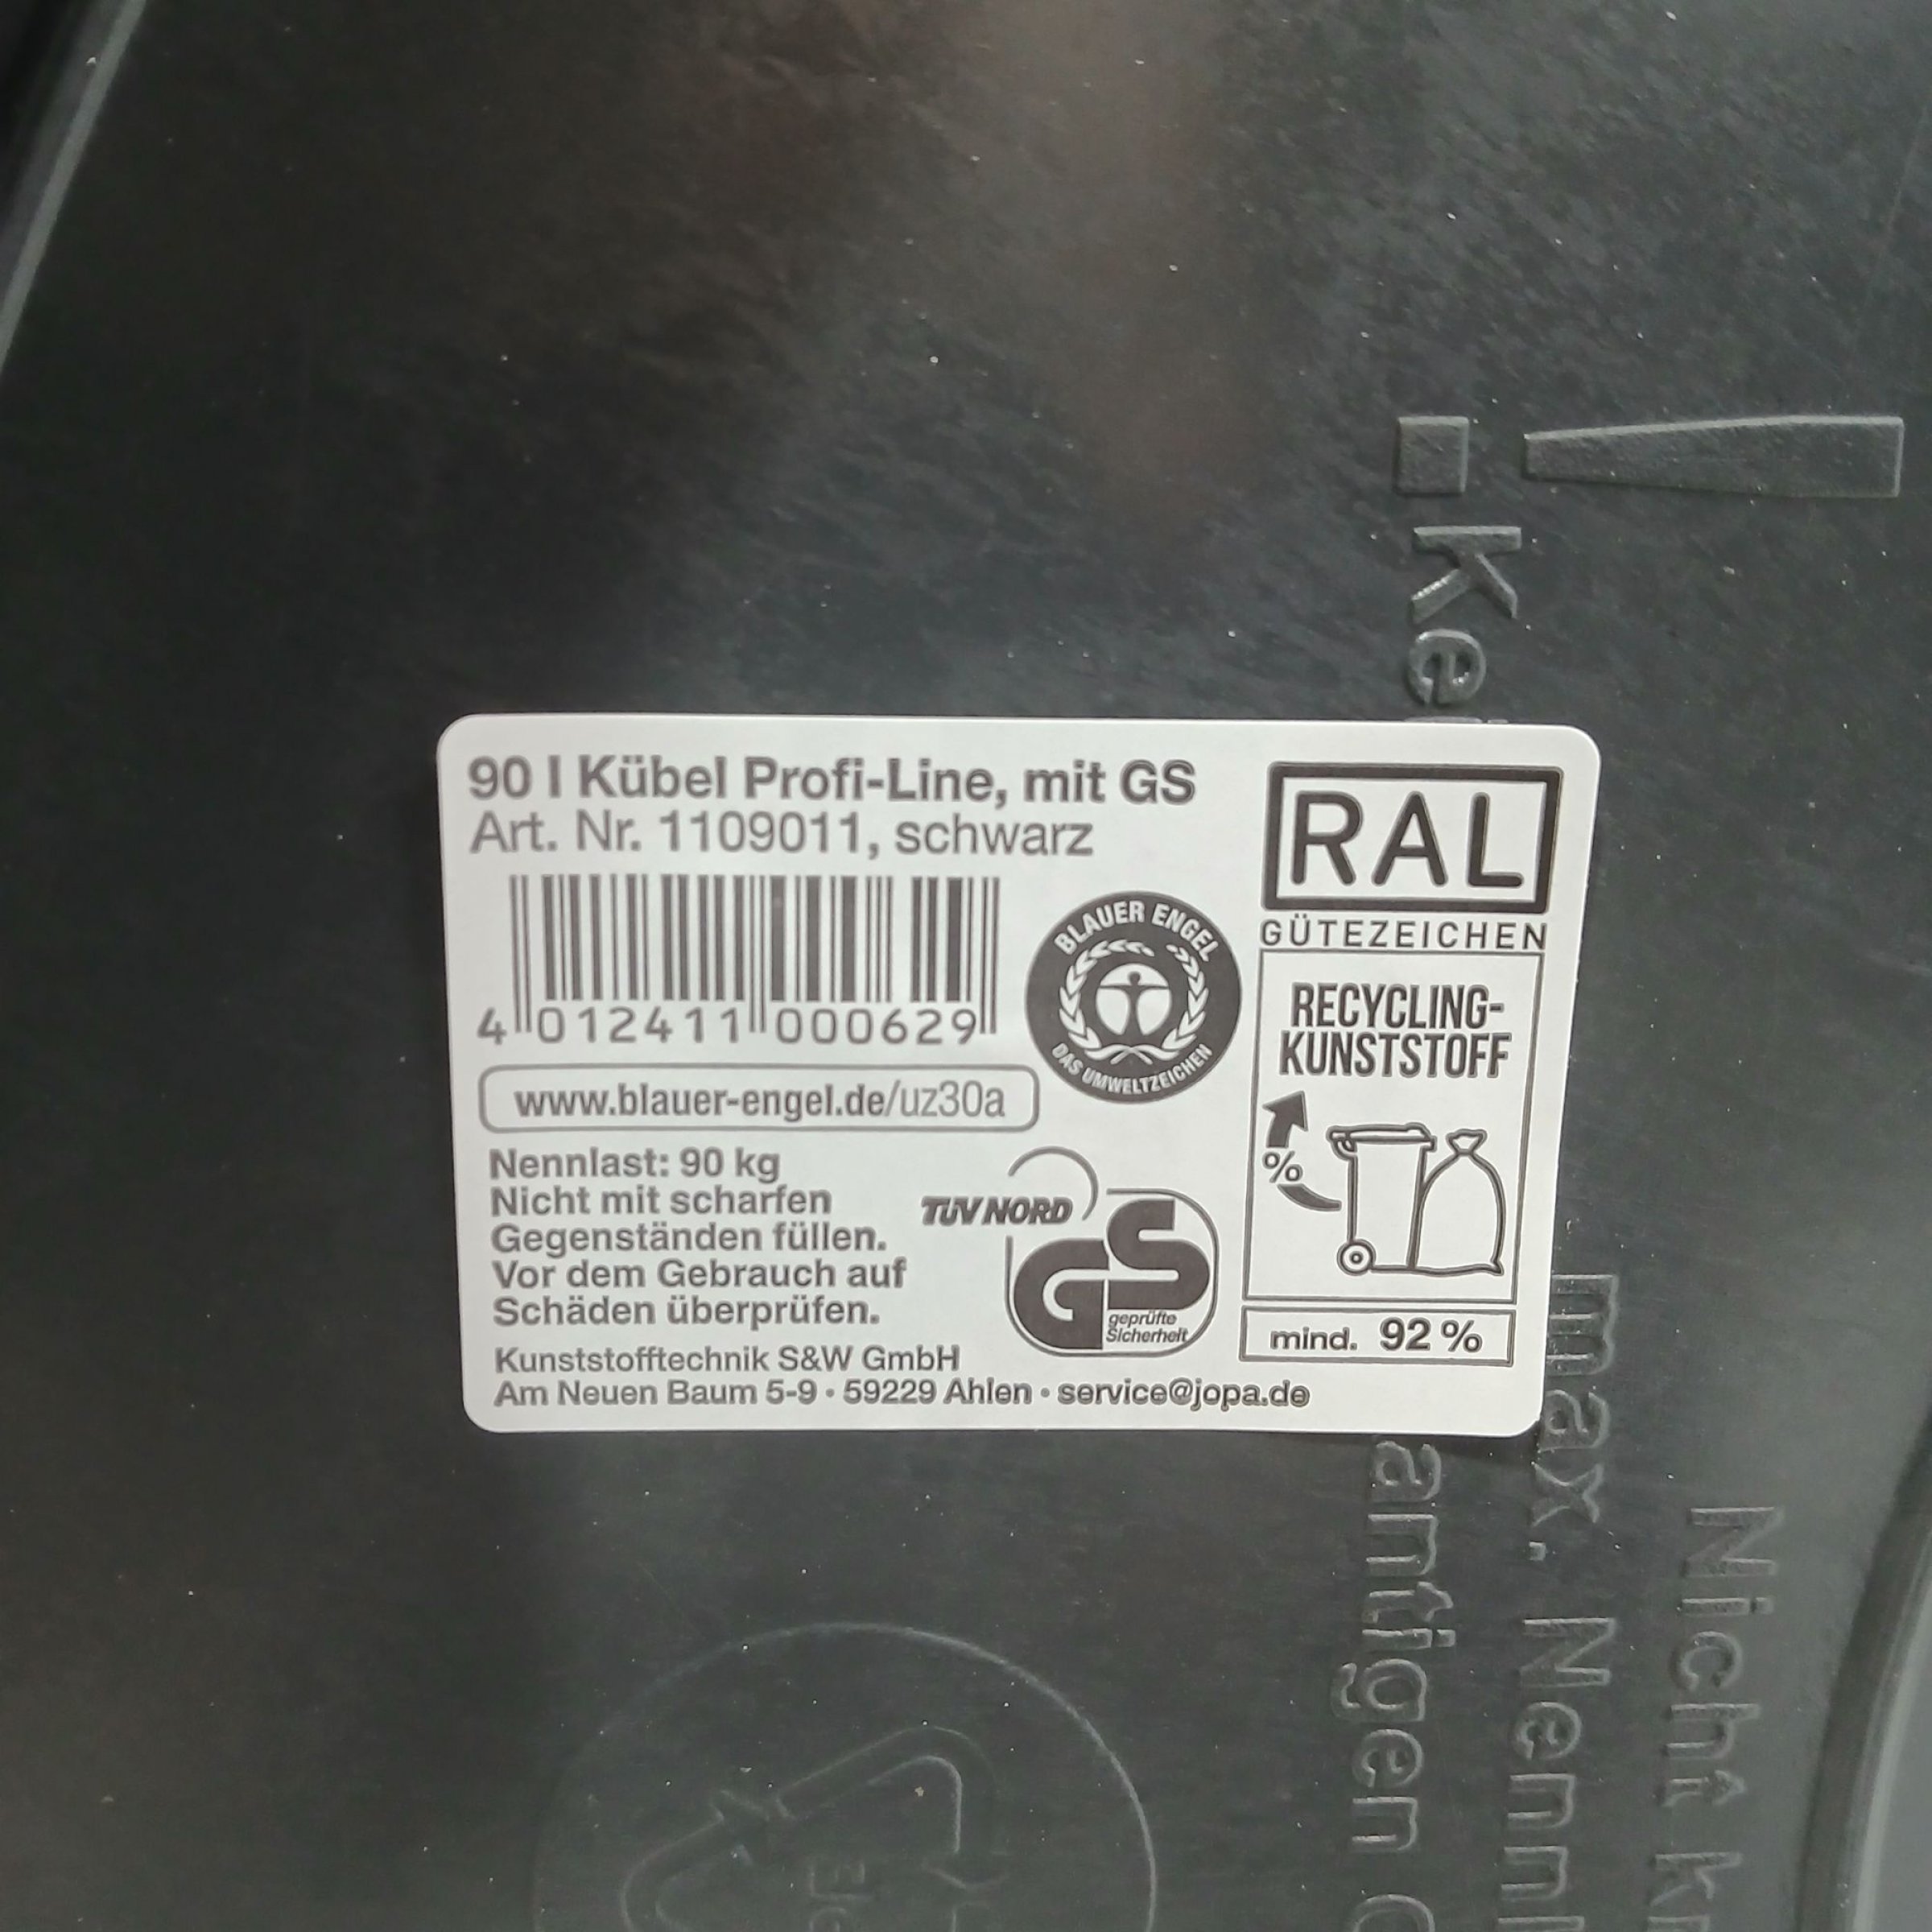 90 l Kübel Profi-Line, mit GS
Art. Nr. 1109011, schwarz
4 012411 000629
www.blauer-engel.de/uz30a
BLAUER ENGEL
DAS UMWELTZEICHEN
Nennlast: 90 kg
Nicht mit scharfen
Gegenständen füllen.
Vor dem Gebrauch auf
Schäden überprüfen.
TÜV NORD
GS
geprüfte
Sicherheit
Kunststofftechnik S&W GmbH
Am Neuen Baum 5-9 • 59229 Ahlen • service@jopa.de
RAL
GÜTEZEICHEN
RECYCLING-
KUNSTSTOFF
%
mind. 92 %
! Ke
antigen
max. Nenn
Nicht